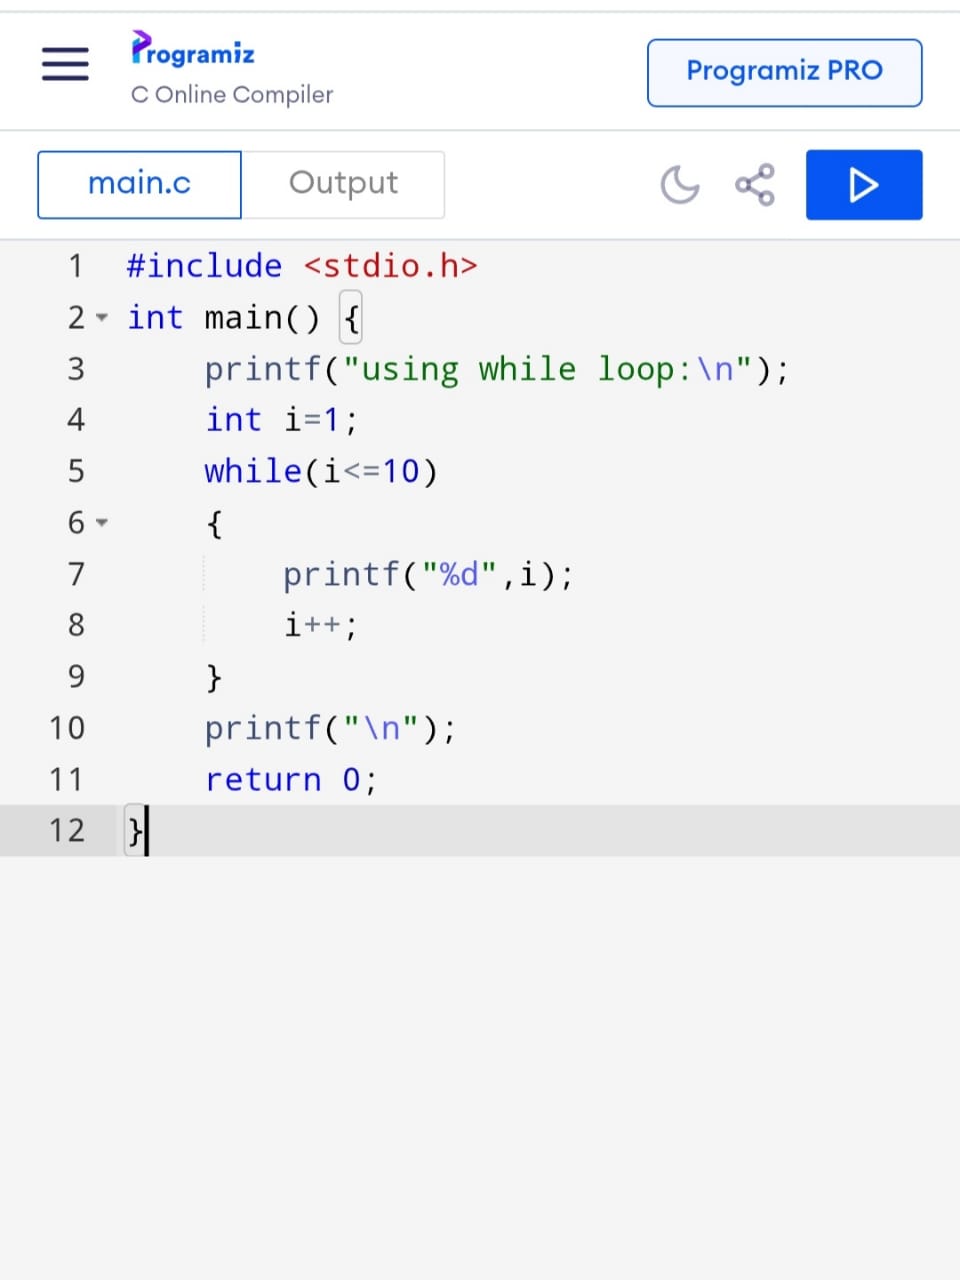 Programiz
C Online Compiler
Programiz PRO
main.c
Output
1 #include <stdio.h>
2 int main() {
3     printf("using while loop:\n");
4     int i=1;
5     while(i<=10)
6     {
7         printf("%d",i);
8         i++;
9     }
10     printf("\n");
11     return 0;
12 }